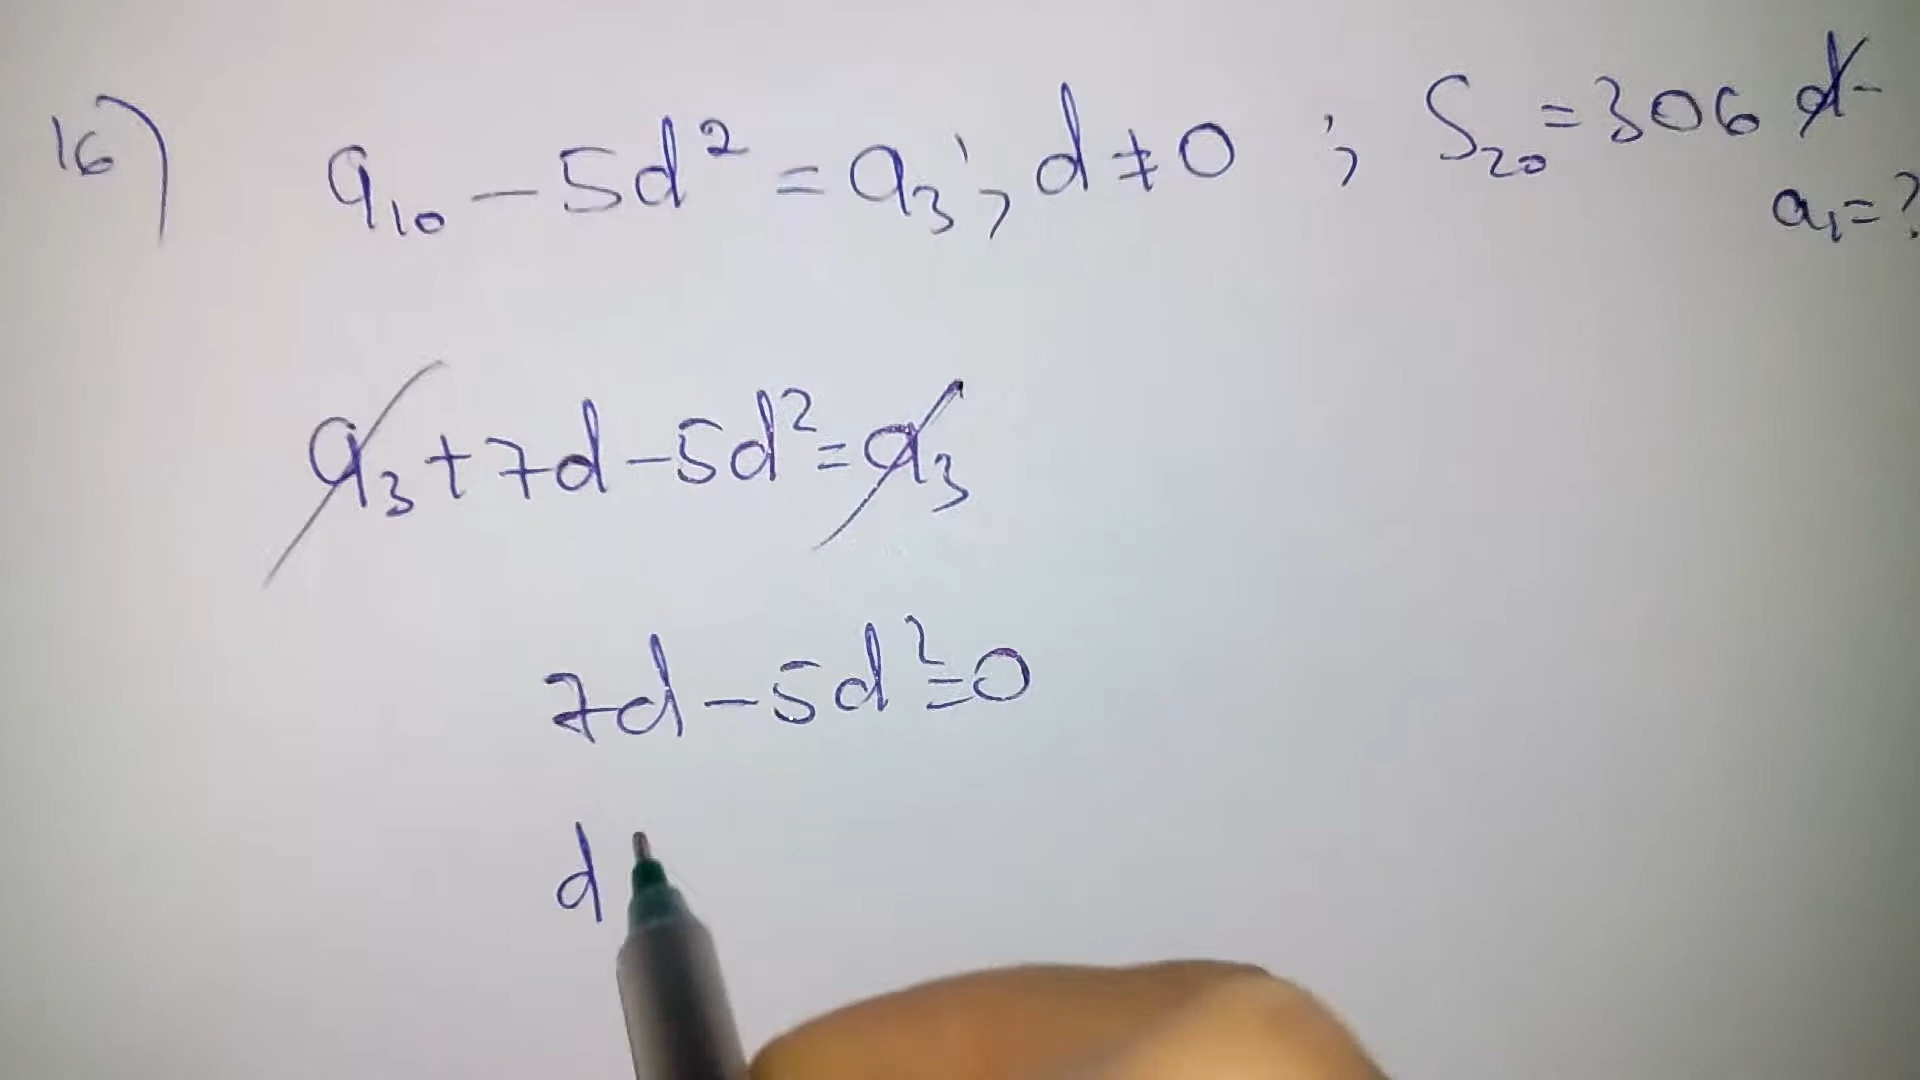 16) a₁₀ - 5d² = a₃ ; d ≠ 0 ; S₂₀ = 306
a₁ = ?
a₃ + 7d - 5d² = a₃
7d - 5d² = 0
d